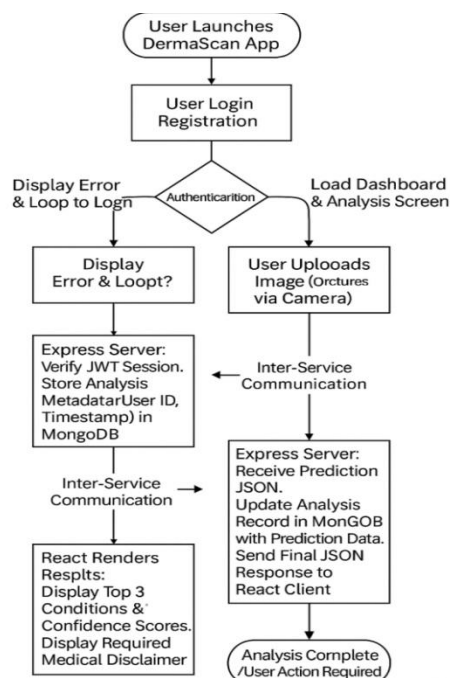 User Launches
DermaScan App
User Login
Registration
Authenticarition
Display Error
& Loop to Logn
Load Dashboard
& Analysis Screen
Display
Error & Loopt?
User Uplooads
Image (Orctures
via Camera)
Express Server:
Verify JWT Session.
Store Analysis
MetadatarUser ID,
Timestamp) in
MongoDB
Inter-Service
Communication
Express Server:
Receive Prediction
JSON.
Update Analysis
Record in MonGOB
with Prediction Data.
Send Final JSON
Response to
React Client
Inter-Service
Communication
React Renders
Resplts:
Display Top 3
Conditions &
Confidence Scores.
Display Required
Medical Disclaimer
Analysis Complete
/User Action Required